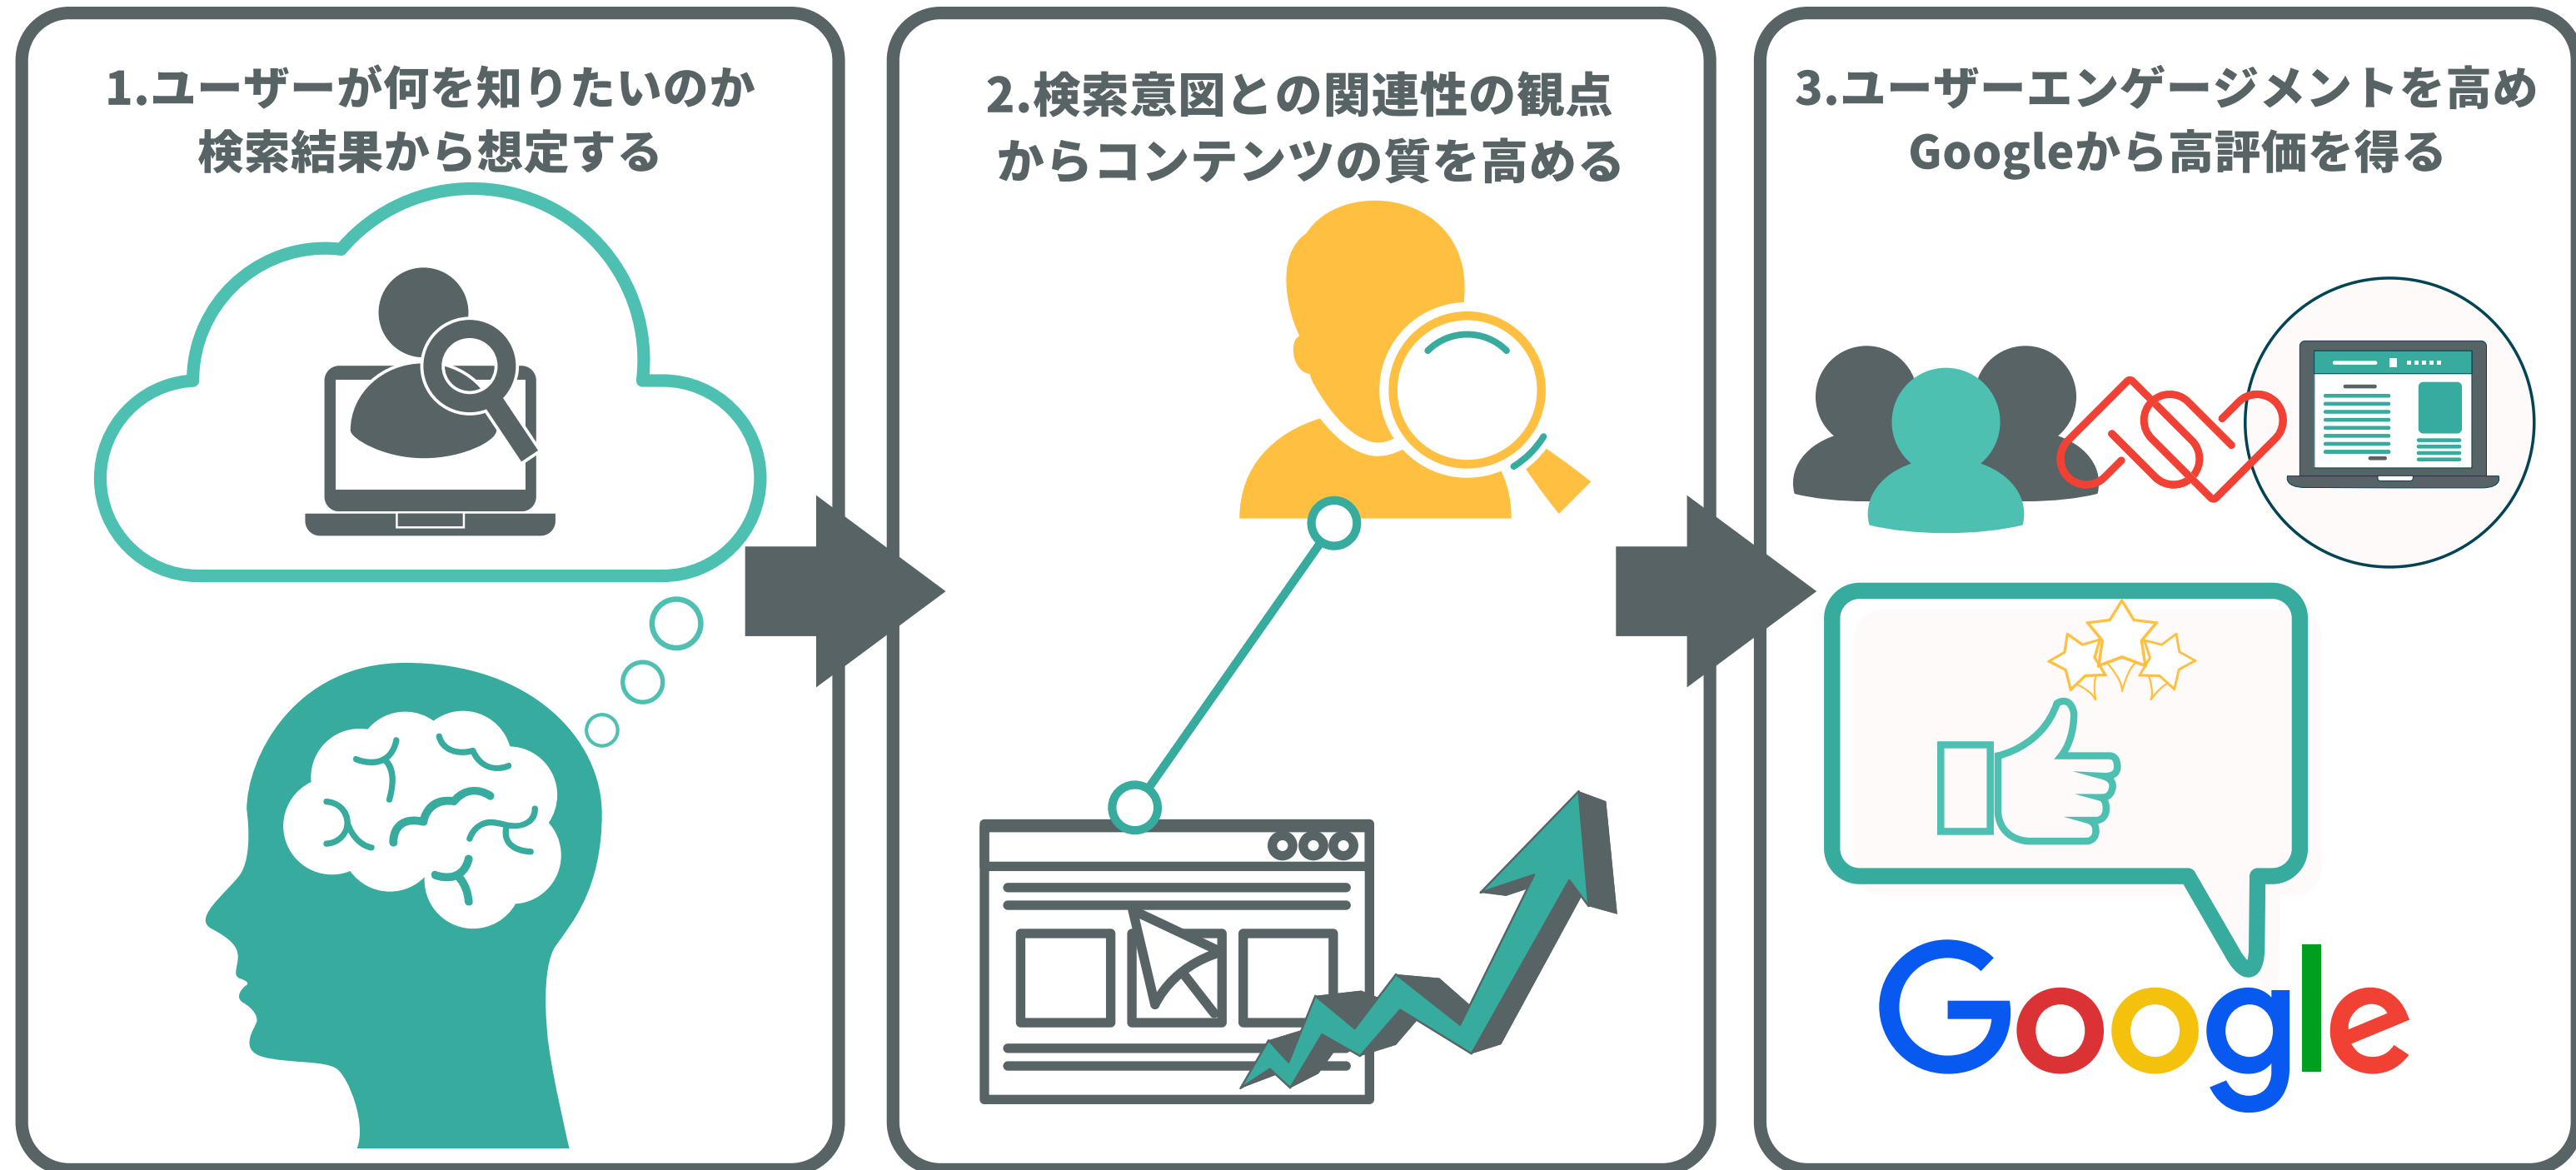 1.ユーザーが何を知りたいのか
検索結果から想定する
2.検索意図との関連性の観点
からコンテンツの質を高める
3.ユーザーエンゲージメントを高め
Googleから高評価を得る
Google